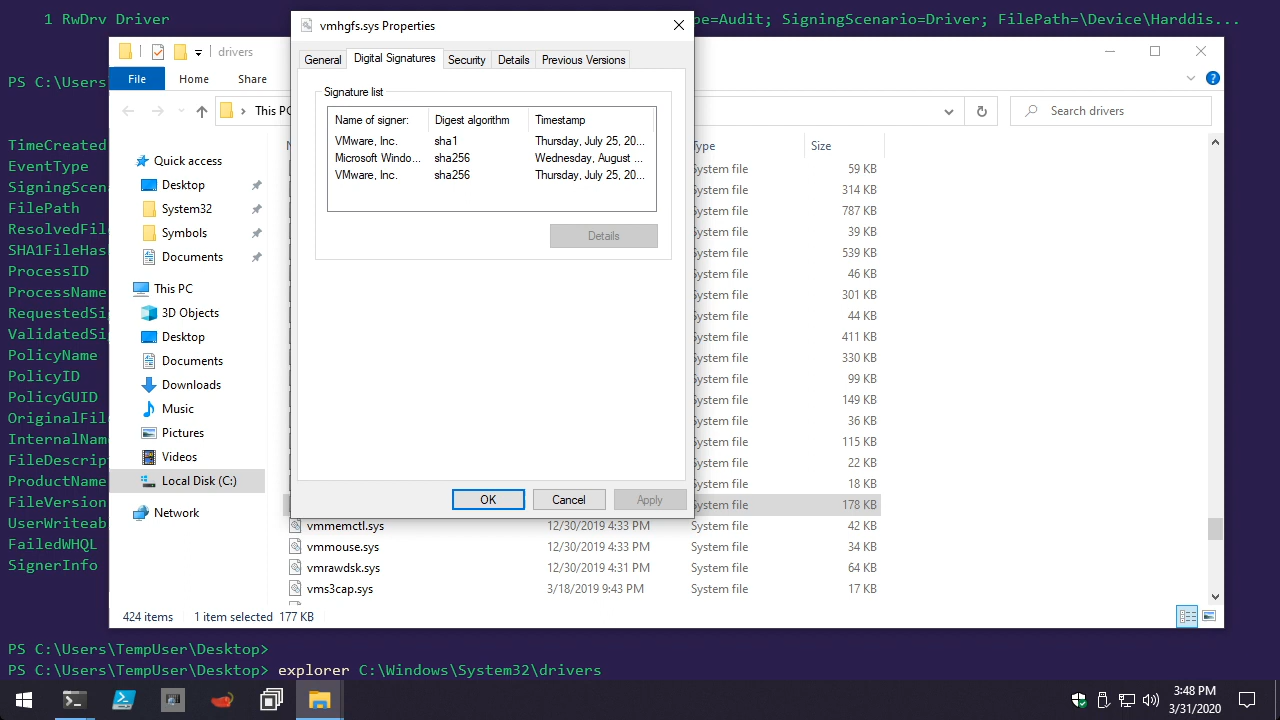 1 RwDrv Driver
pe=Audit; SigningScenario=Driver; FilePath=\Device\Harddis...
vmhgfs.sys Properties
General
Digital Signatures
Security
Details
Previous Versions
Signature list
Name of signer:
Digest algorithm
Timestamp
VMware, Inc.
sha1
Thursday, July 25, 20...
Microsoft Windo...
sha256
Wednesday, August ...
VMware, Inc.
sha256
Thursday, July 25, 20...
Details
OK
Cancel
Apply
drivers
File
Home
Share
This PC
Search drivers
Quick access
Desktop
System32
Symbols
Documents
This PC
3D Objects
Desktop
Documents
Downloads
Music
Pictures
Videos
Local Disk (C:)
Network
Type
Size
System file 59 KB
System file 314 KB
System file 787 KB
System file 39 KB
System file 539 KB
System file 46 KB
System file 301 KB
System file 44 KB
System file 411 KB
System file 330 KB
System file 99 KB
System file 149 KB
System file 36 KB
System file 115 KB
System file 22 KB
System file 18 KB
System file 178 KB
vmmemctl.sys 12/30/2019 4:33 PM System file 42 KB
vmmouse.sys 12/30/2019 4:33 PM System file 34 KB
vmrawdsk.sys 12/30/2019 4:31 PM System file 64 KB
vms3cap.sys 3/18/2019 9:43 PM System file 17 KB
424 items
1 item selected 177 KB
PS C:\Users
TimeCreated
EventType
SigningScena
FilePath
ResolvedFile
SHA1FileHash
ProcessID
ProcessName
RequestedSig
ValidatedSig
PolicyName
PolicyID
PolicyGUID
OriginalFile
InternalName
FileDescript
ProductName
FileVersion
UserWriteab
FailedWHQL
SignerInfo
PS C:\Users\TempUser\Desktop>
PS C:\Users\TempUser\Desktop> explorer C:\Windows\System32\drivers
3:48 PM
3/31/2020